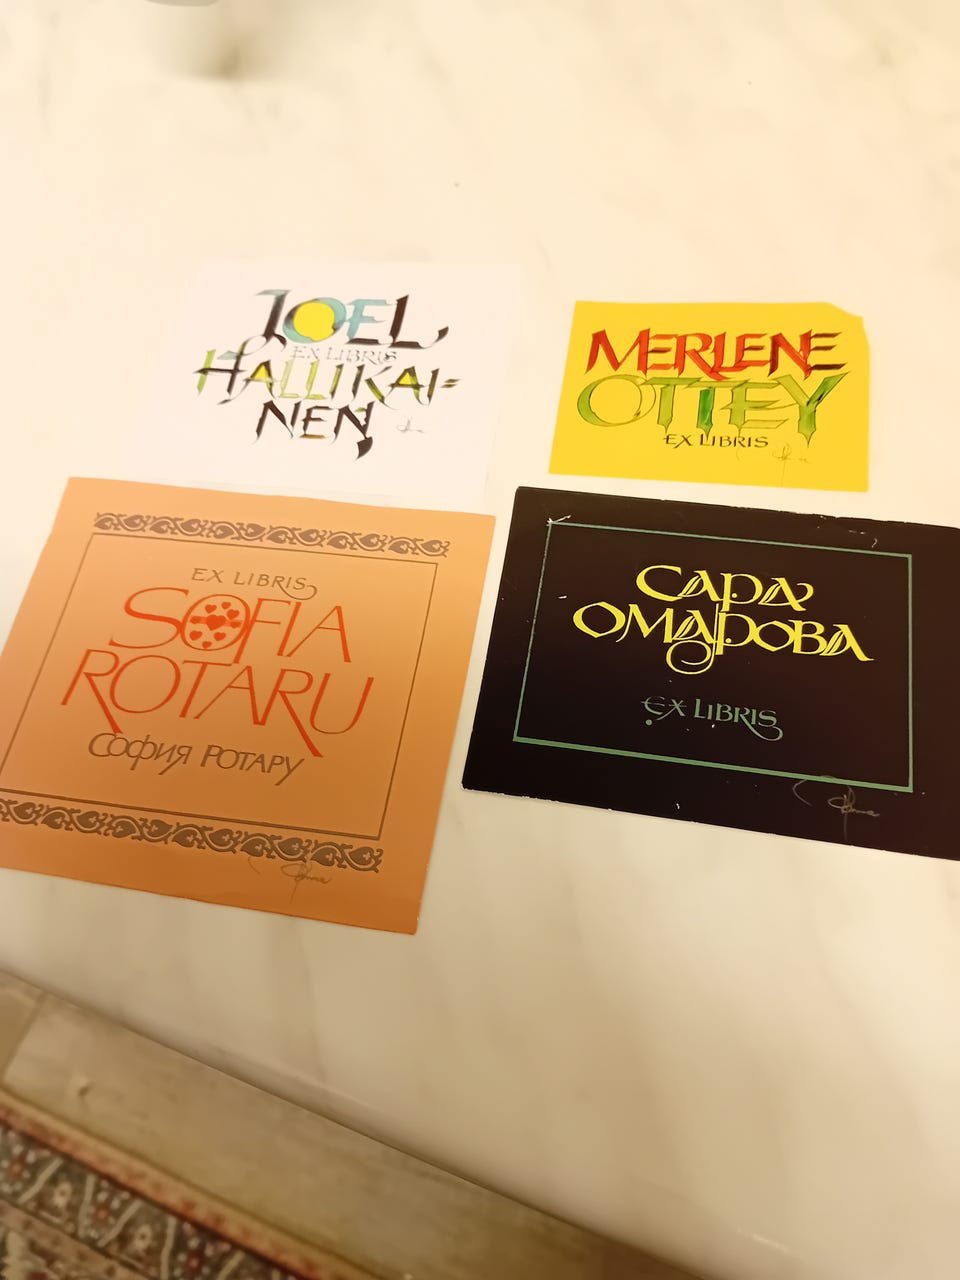 JOEL
EX LIBRIS
HALLIKAI=
NEN
MERLENE
OTTEY
EX LIBRIS
EX LIBRIS
SOFIA
ROTARU
СОФИЯ РОТАРУ
САРА
ОМАРОВА
EX LIBRIS